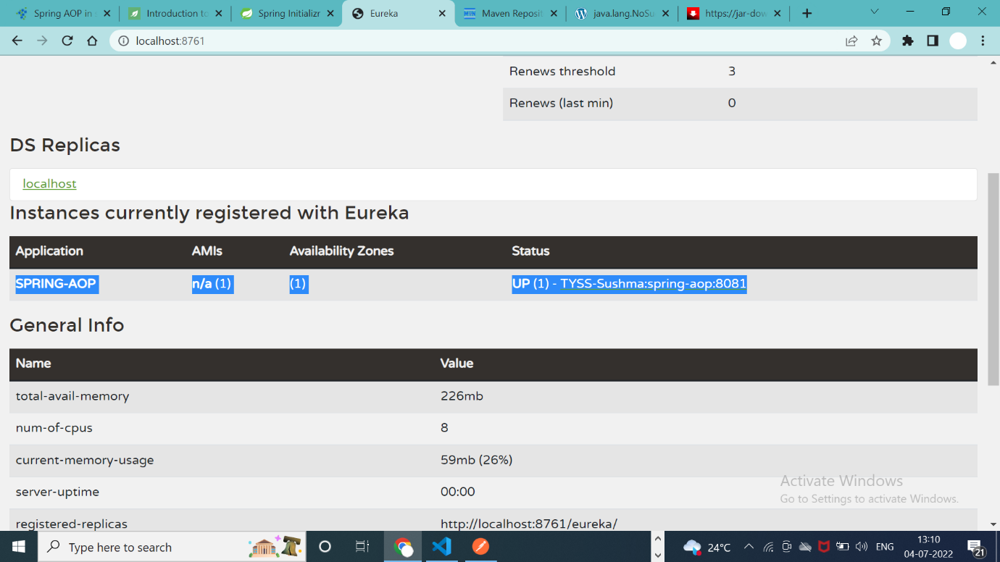 Spring AOP in
Introduction to
Spring Initializr
Eureka
Maven Reposit
java.lang.NoSu
https://jar-dow
localhost:8761
Renews threshold 3
Renews (last min) 0
DS Replicas
localhost
Instances currently registered with Eureka
Application AMIs Availability Zones Status
SPRING-AOP n/a (1) (1) UP (1) - TYSS-Sushma:spring-aop:8081
General Info
Name Value
total-avail-memory 226mb
num-of-cpus 8
current-memory-usage 59mb (26%)
server-uptime 00:00
registered-replicas http://localhost:8761/eureka/
Activate Windows
Go to Settings to activate Windows.
Type here to search
24°C
ENG
13:10
04-07-2022
21